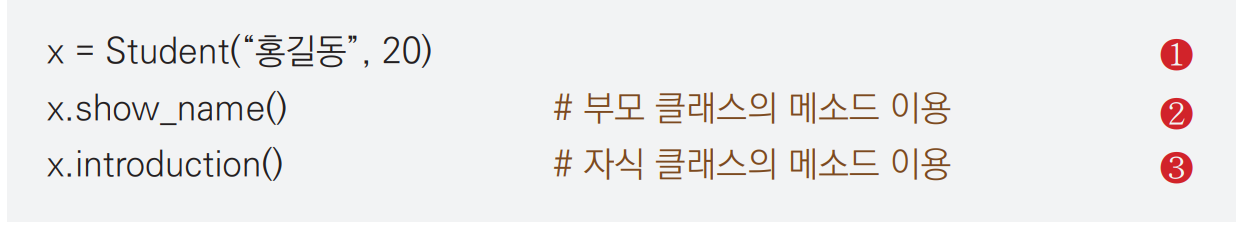 x = Student(“홍길동”, 20) ❶
x.show_name() # 부모 클래스의 메소드 이용 ❷
x.introduction() # 자식 클래스의 메소드 이용 ❸